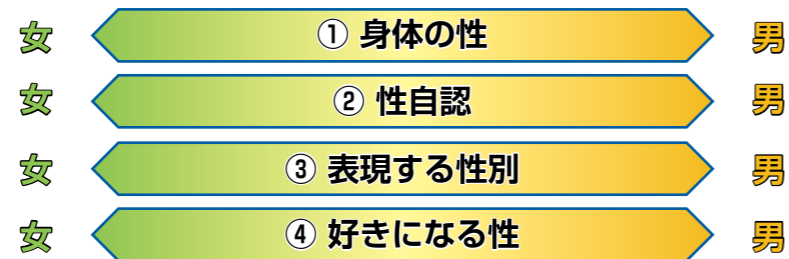 女 ① 身体の性 男
女 ② 性自認 男
女 ③ 表現する性別 男
女 ④ 好きになる性 男